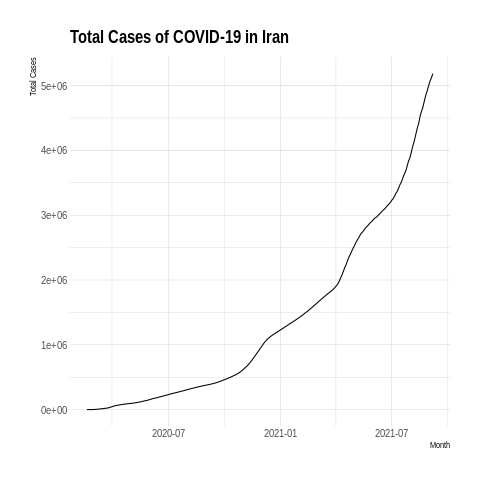 Total Cases of COVID-19 in Iran
Total Cases
5e+06
4e+06
3e+06
2e+06
1e+06
0e+00
2020-07 2021-01 2021-07
Month